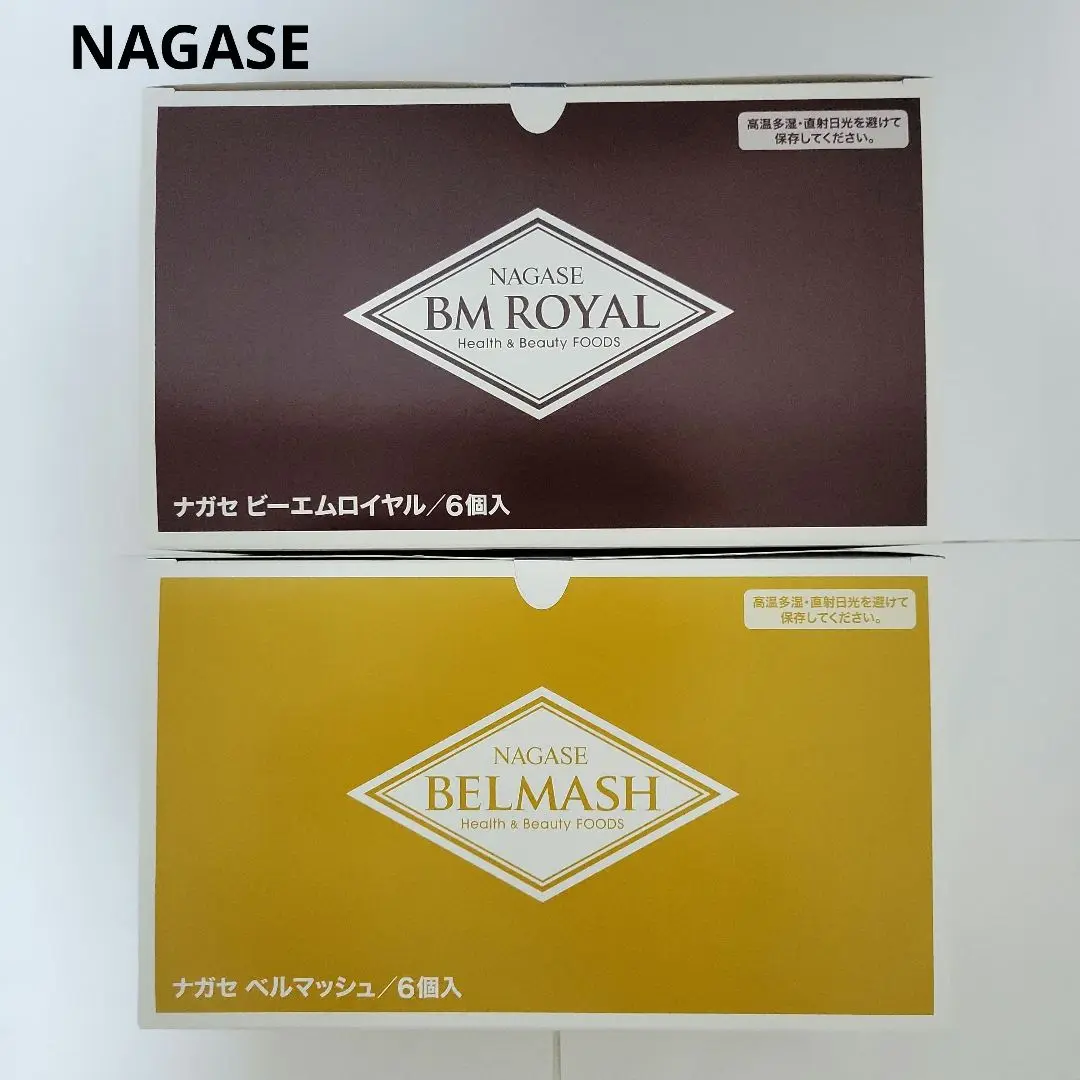 NAGASE
高温多湿・直射日光を避けて
保存してください。
NAGASE
BM ROYAL
Health & Beauty FOODS
ナガセ ビーエムロイヤル/6個入
高温多湿・直射日光を避けて
保存してください。
NAGASE
BELMASH
Health & Beauty FOODS
ナガセ ベルマッシュ/6個入